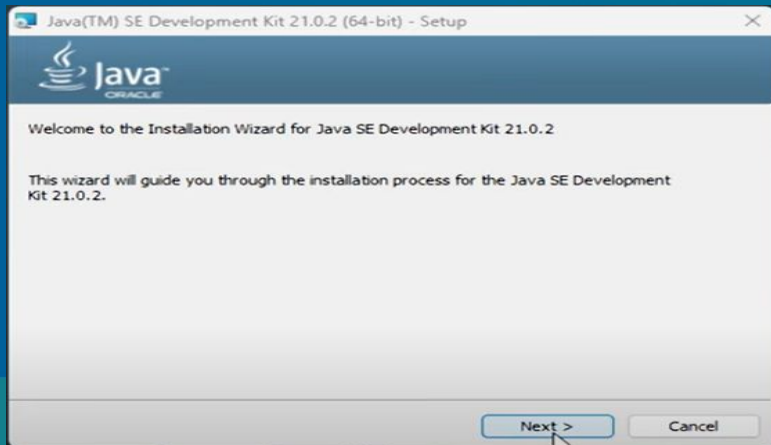 Java(TM) SE Development Kit 21.0.2 (64-bit) - Setup
Java™
ORACLE
Welcome to the Installation Wizard for Java SE Development Kit 21.0.2
This wizard will guide you through the installation process for the Java SE Development
Kit 21.0.2.
Next >
Cancel